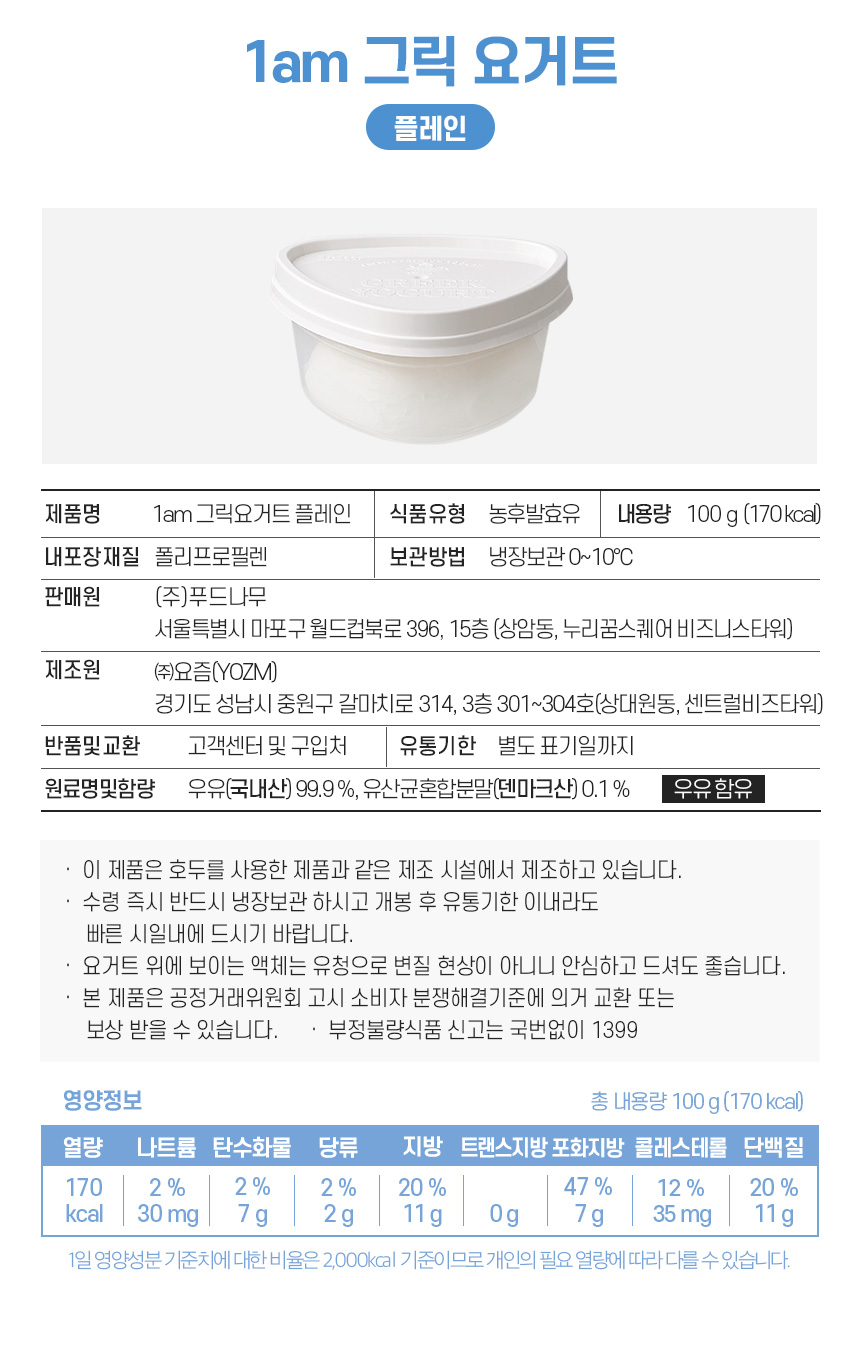 1am 그릭 요거트
플레인
제품명 1am 그릭요거트 플레인 식품유형 농후발효유 내용량 100 g (170 kcal)
내포장재질 폴리프로필렌 보관방법 냉장보관 0~10℃
판매원 (주)푸드나무
서울특별시 마포구 월드컵북로 396, 15층 (상암동, 누리꿈스퀘어 비즈니스타워)
제조원 ㈜요즘(YOZM)
경기도 성남시 중원구 갈마치로 314, 3층 301~304호(상대원동, 센트럴비즈타워)
반품및교환 고객센터 및 구입처 유통기한 별도 표기일까지
원료명및함량 우유(국내산) 99.9 %, 유산균혼합분말(덴마크산) 0.1 % 우유 함유
· 이 제품은 호두를 사용한 제품과 같은 제조 시설에서 제조하고 있습니다.
· 수령 즉시 반드시 냉장보관 하시고 개봉 후 유통기한 이내라도
빠른 시일내에 드시기 바랍니다.
· 요거트 위에 보이는 액체는 유청으로 변질 현상이 아니니 안심하고 드셔도 좋습니다.
· 본 제품은 공정거래위원회 고시 소비자 분쟁해결기준에 의거 교환 또는
보상 받을 수 있습니다. · 부정불량식품 신고는 국번없이 1399
영양정보 총 내용량 100 g (170 kcal)
열량 나트륨 탄수화물 당류 지방 트랜스지방 포화지방 콜레스테롤 단백질
170 2 % 2 % 2 % 20 % 47 % 12 % 20 %
kcal 30 mg 7 g 2 g 11 g 0 g 7 g 35 mg 11 g
1일 영양성분 기준치에 대한 비율은 2,000kcal 기준이므로 개인의 필요 열량에 따라 다를 수 있습니다.